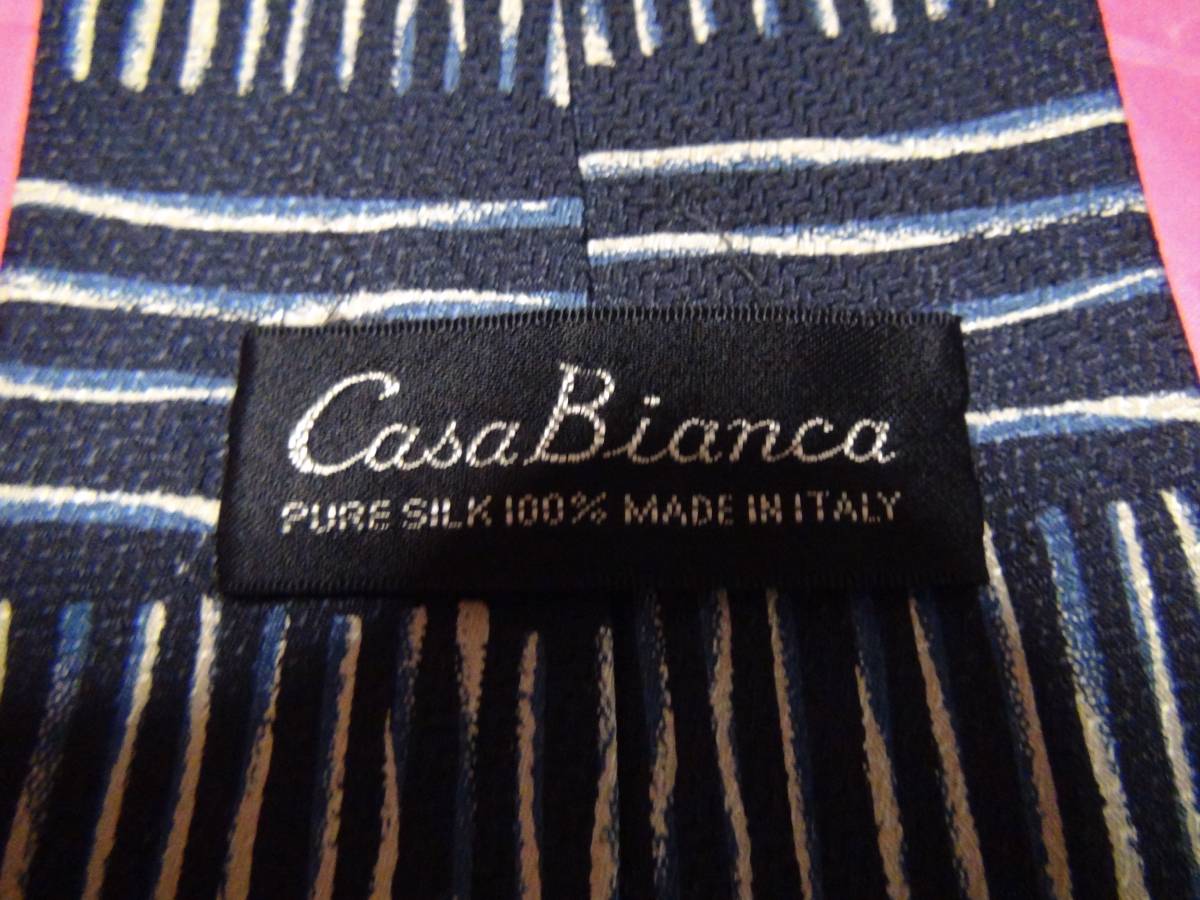 CasaBianca
PURE SILK 100% MADE IN ITALY